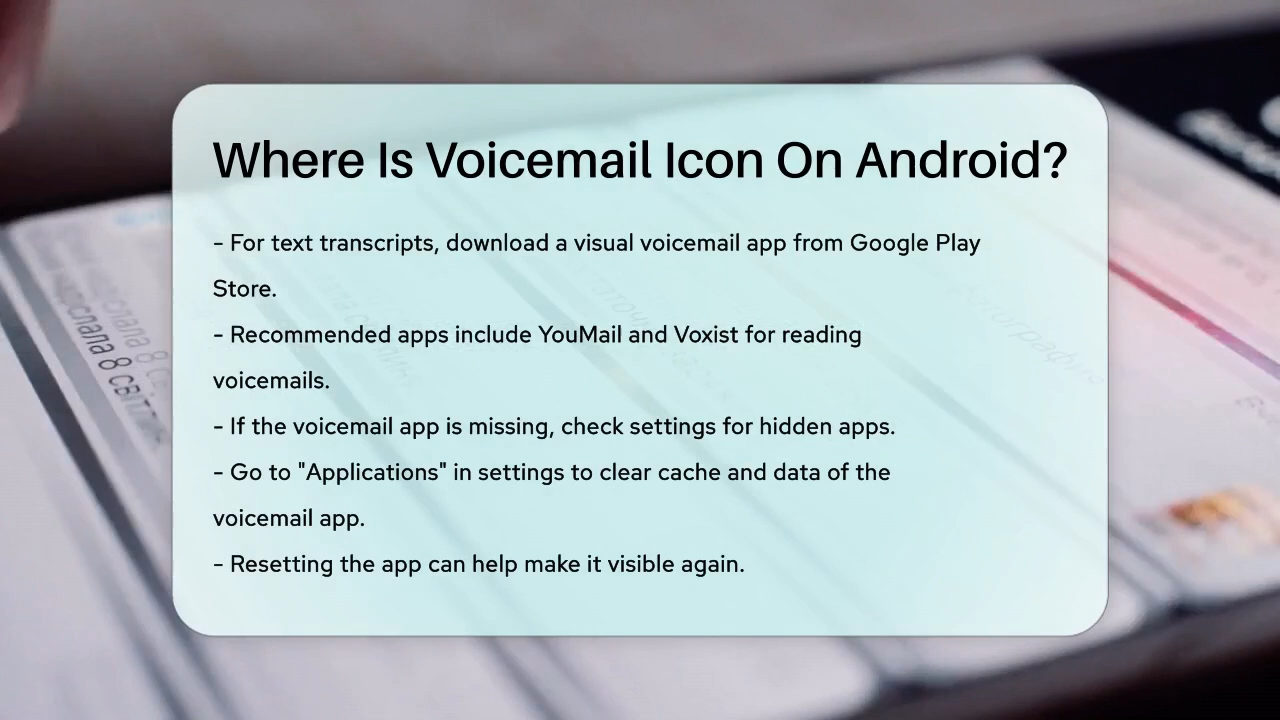 Where Is Voicemail Icon On Android?
- For text transcripts, download a visual voicemail app from Google Play
Store.
- Recommended apps include YouMail and Voxist for reading
voicemails.
- If the voicemail app is missing, check settings for hidden apps.
- Go to "Applications" in settings to clear cache and data of the
voicemail app.
- Resetting the app can help make it visible again.